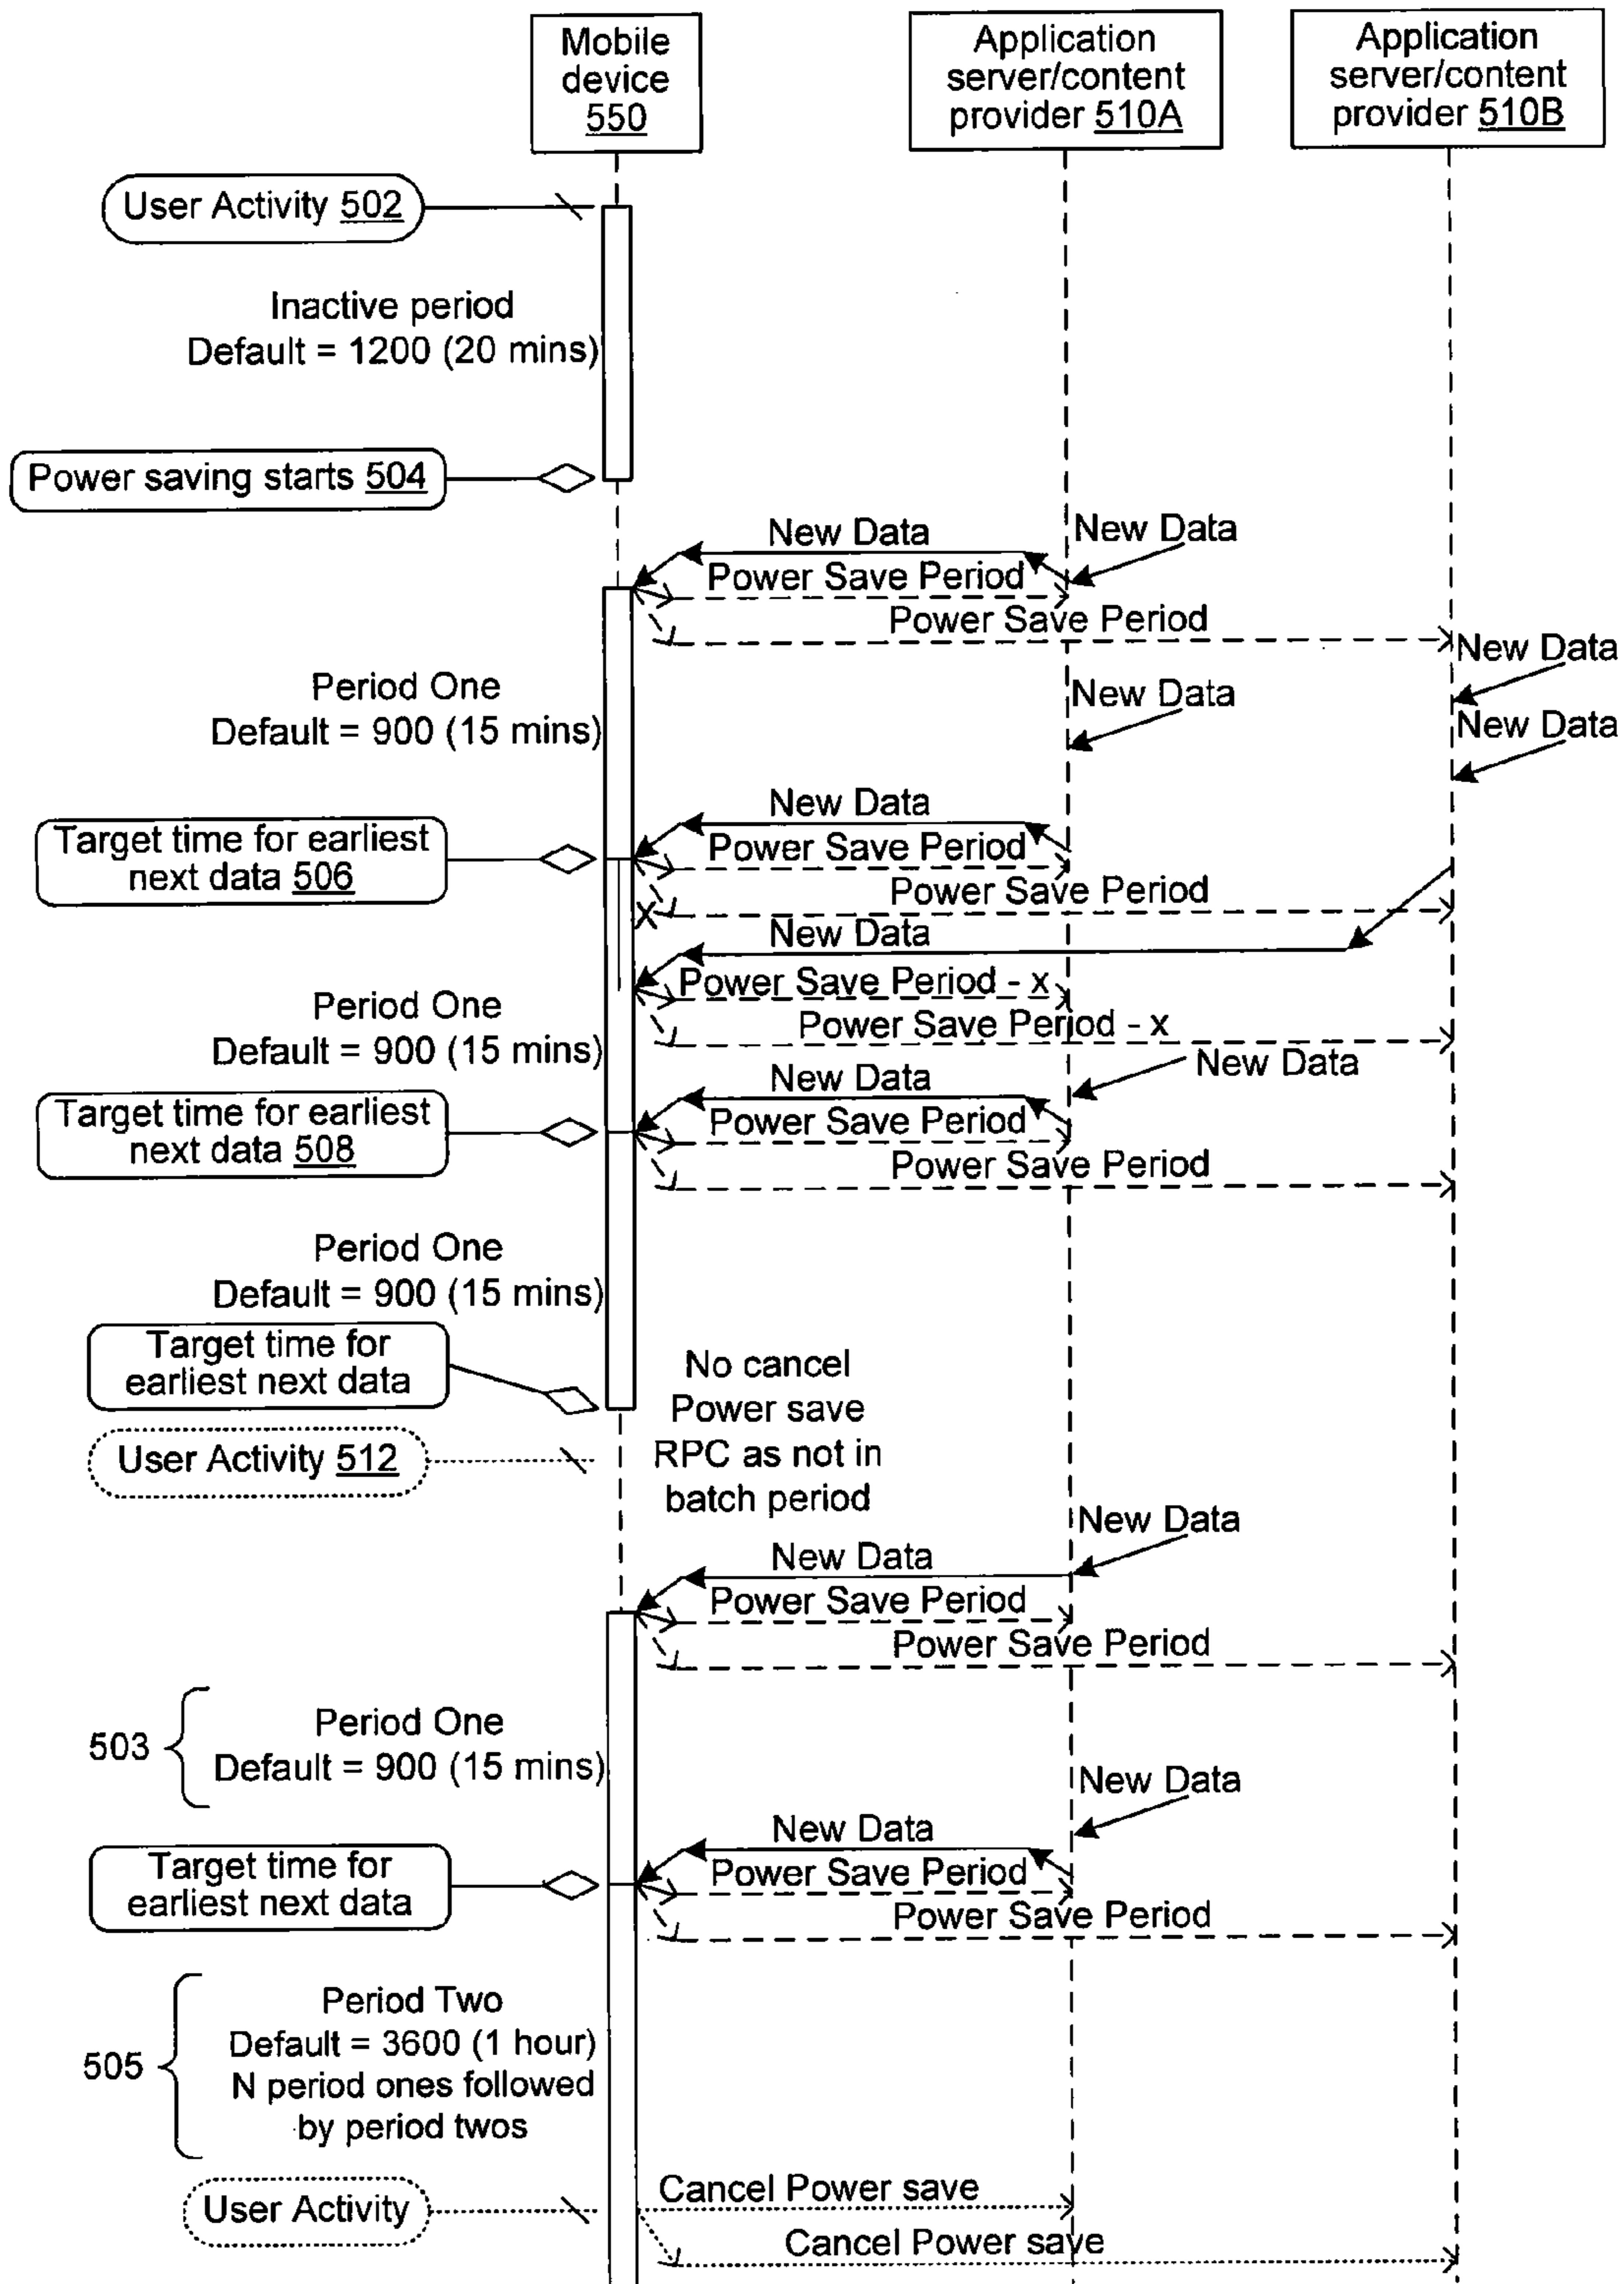 Mobile
device
550
Application
server/content
provider 510A
Application
server/content
provider 510B
User Activity 502
Inactive period
Default = 1200 (20 mins)
Power saving starts 504
New Data
New Data
Power Save Period
Power Save Period
New Data
Period One
Default = 900 (15 mins)
New Data
New Data
New Data
Target time for earliest
next data 506
Power Save Period
Power Save Period
X
New Data
Power Save Period - x
Period One
Default = 900 (15 mins)
Power Save Period - x
New Data
New Data
Target time for earliest
next data 508
Power Save Period
Power Save Period
Period One
Default = 900 (15 mins)
Target time for
earliest next data
No cancel
Power save
RPC as not in
batch period
User Activity 512
New Data
New Data
Power Save Period
Power Save Period
503
Period One
Default = 900 (15 mins)
New Data
New Data
Target time for
earliest next data
Power Save Period
Power Save Period
505
Period Two
Default = 3600 (1 hour)
N period ones followed
by period twos
User Activity
Cancel Power save
Cancel Power save